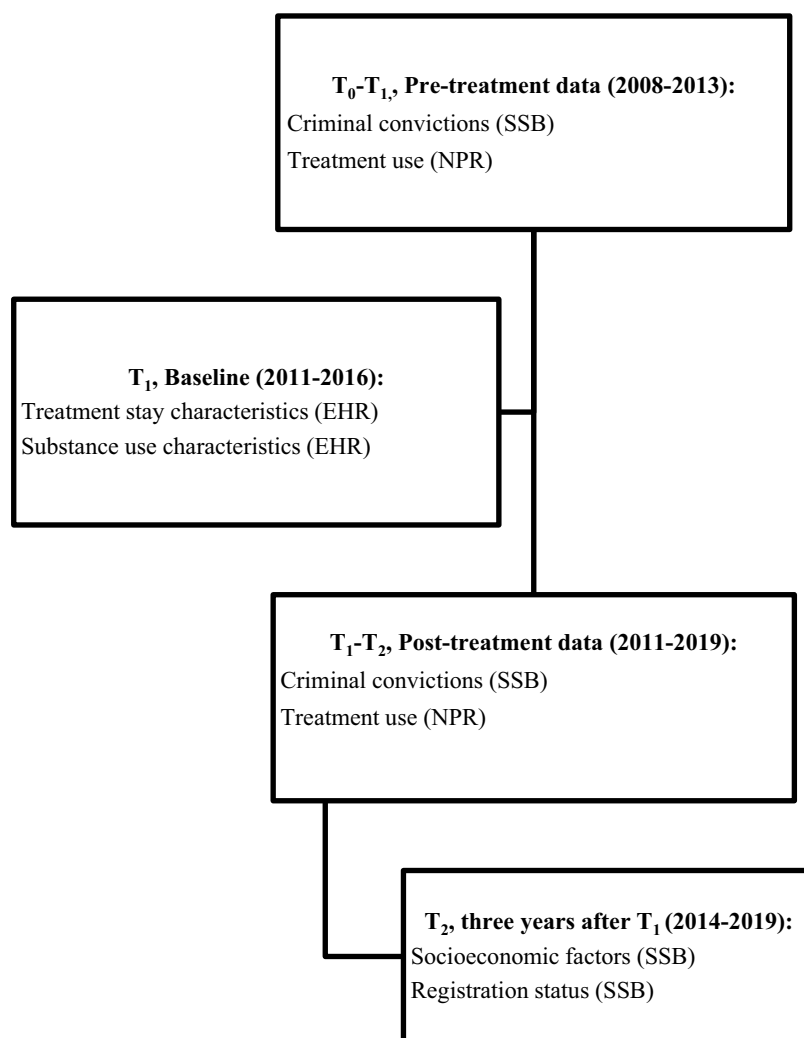 T₀-T₁,, Pre-treatment data (2008-2013):
Criminal convictions (SSB)
Treatment use (NPR)
T₁, Baseline (2011-2016):
Treatment stay characteristics (EHR)
Substance use characteristics (EHR)
T₁-T₂, Post-treatment data (2011-2019):
Criminal convictions (SSB)
Treatment use (NPR)
T₂, three years after T₁ (2014-2019):
Socioeconomic factors (SSB)
Registration status (SSB)